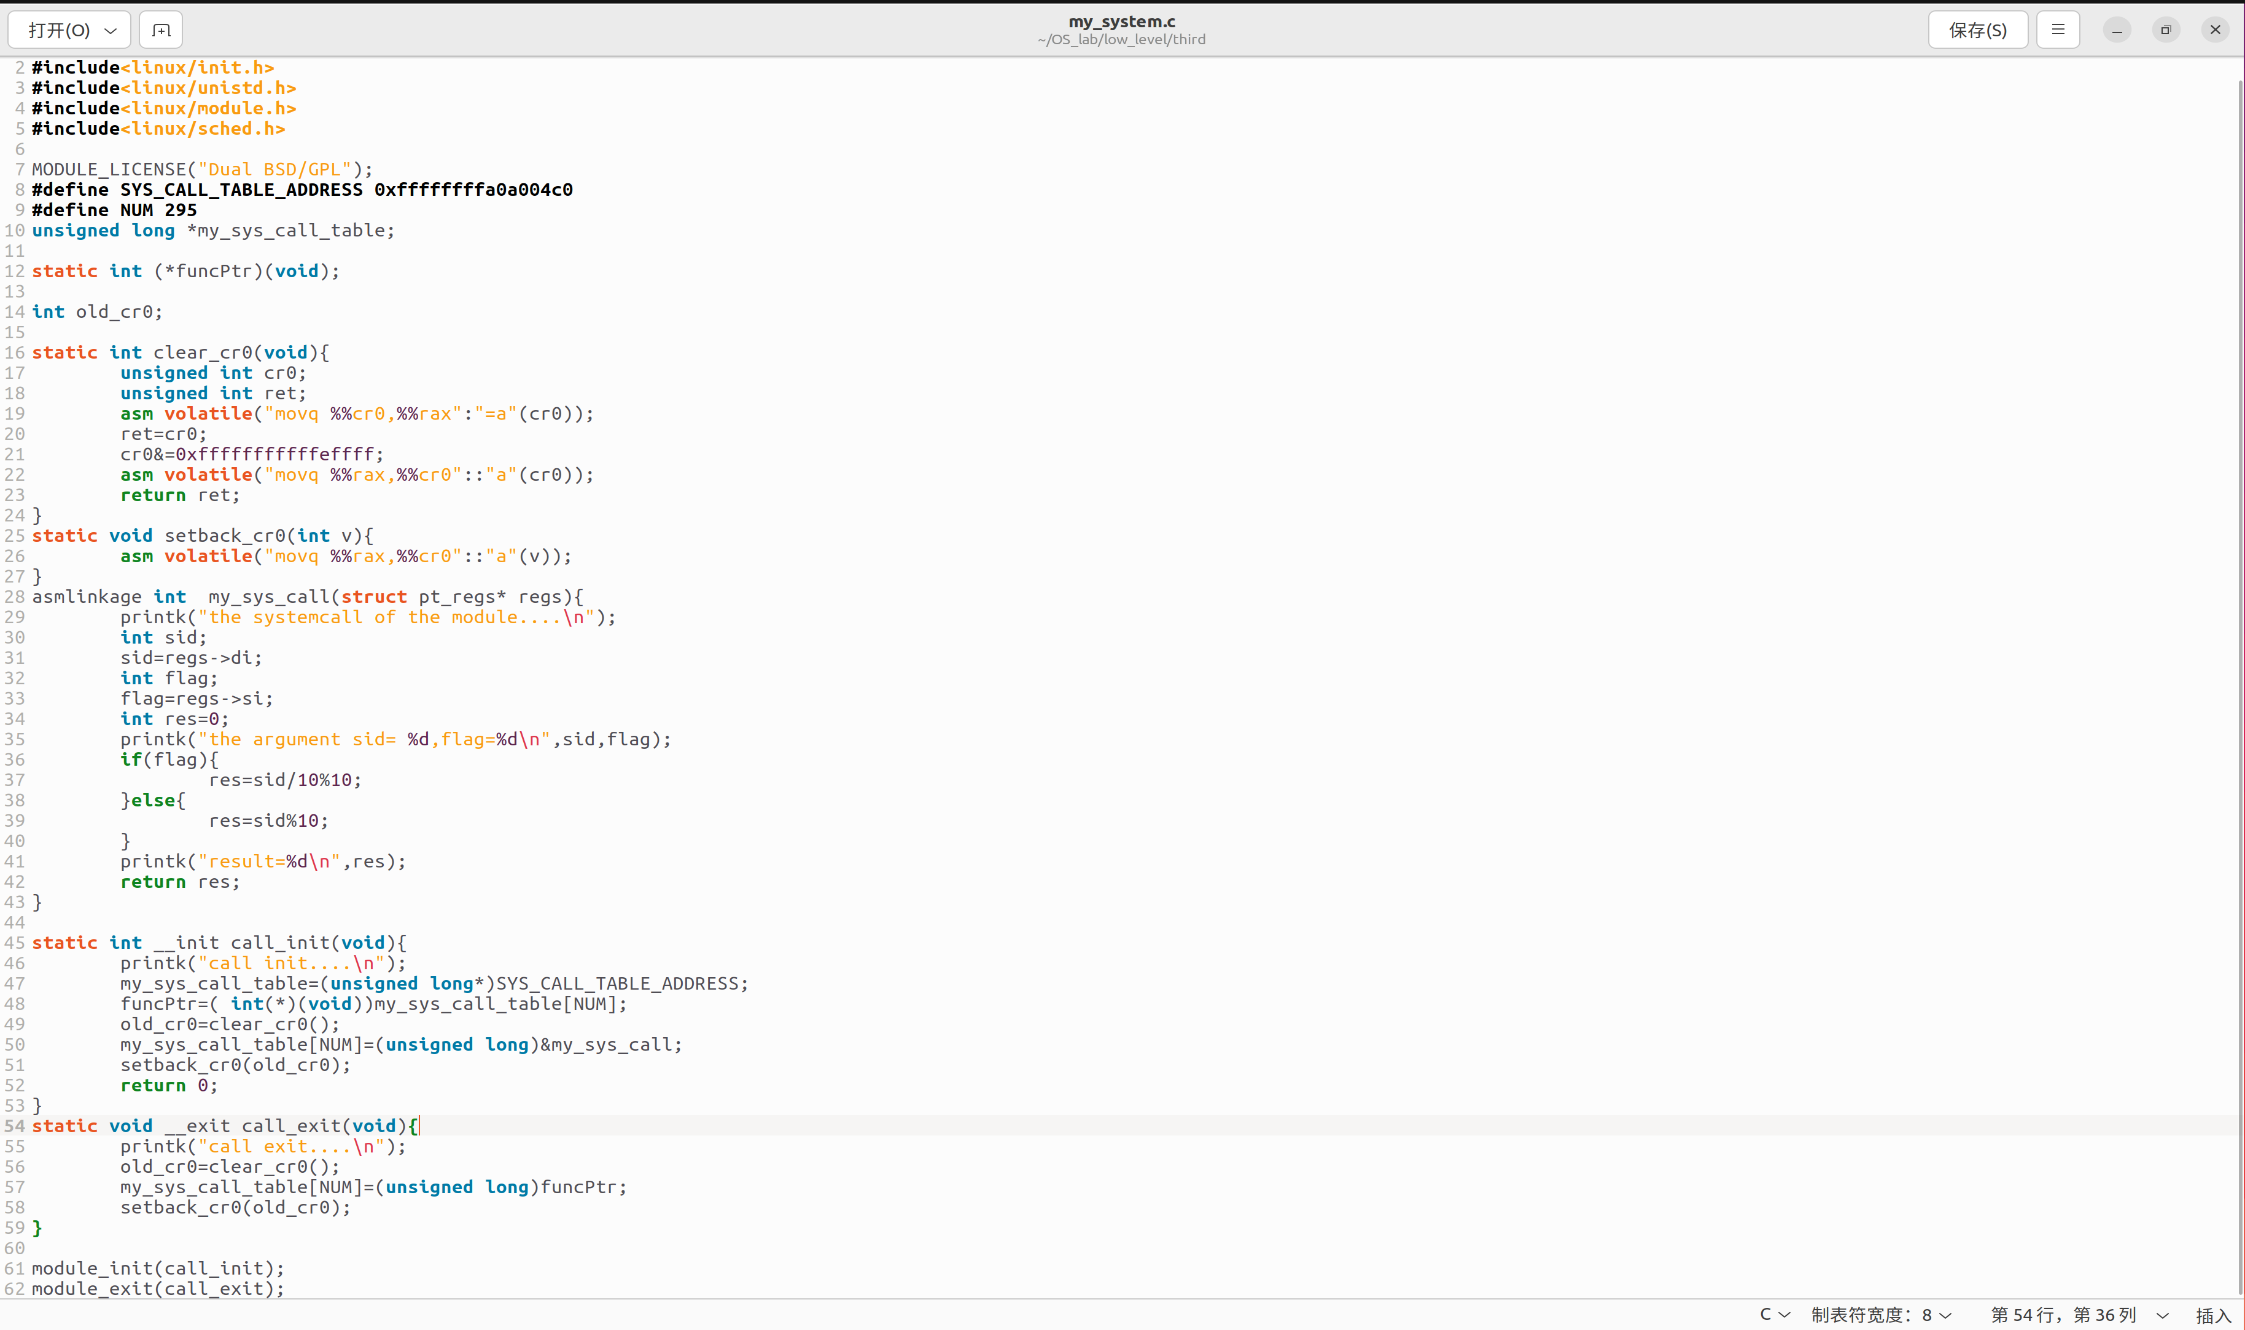 打开(O)
my_system.c
~/OS_lab/low_level/third
保存(S)
2 #include<linux/init.h>
3 #include<linux/unistd.h>
4 #include<linux/module.h>
5 #include<linux/sched.h>
6
7 MODULE_LICENSE("Dual BSD/GPL");
8 #define SYS_CALL_TABLE_ADDRESS 0xffffffffa0a004c0
9 #define NUM 295
10 unsigned long *my_sys_call_table;
11
12 static int (*funcPtr)(void);
13
14 int old_cr0;
15
16 static int clear_cr0(void){
17         unsigned int cr0;
18         unsigned int ret;
19         asm volatile("movq %%cr0,%%rax":"=a"(cr0));
20         ret=cr0;
21         cr0&=0xfffffffffffeffff;
22         asm volatile("movq %%rax,%%cr0"::"a"(cr0));
23         return ret;
24 }
25 static void setback_cr0(int v){
26         asm volatile("movq %%rax,%%cr0"::"a"(v));
27 }
28 asmlinkage int  my_sys_call(struct pt_regs* regs){
29         printk("the systemcall of the module....\n");
30         int sid;
31         sid=regs->di;
32         int flag;
33         flag=regs->si;
34         int res=0;
35         printk("the argument sid= %d,flag=%d\n",sid,flag);
36         if(flag){
37                 res=sid/10%10;
38         }else{
39                 res=sid%10;
40         }
41         printk("result=%d\n",res);
42         return res;
43 }
44
45 static int __init call_init(void){
46         printk("call init....\n");
47         my_sys_call_table=(unsigned long*)SYS_CALL_TABLE_ADDRESS;
48         funcPtr=( int(*)(void))my_sys_call_table[NUM];
49         old_cr0=clear_cr0();
50         my_sys_call_table[NUM]=(unsigned long)&my_sys_call;
51         setback_cr0(old_cr0);
52         return 0;
53 }
54 static void __exit call_exit(void){
55         printk("call exit....\n");
56         old_cr0=clear_cr0();
57         my_sys_call_table[NUM]=(unsigned long)funcPtr;
58         setback_cr0(old_cr0);
59 }
60
61 module_init(call_init);
62 module_exit(call_exit);
C 制表符宽度：8 第 54 行，第 36 列 插入